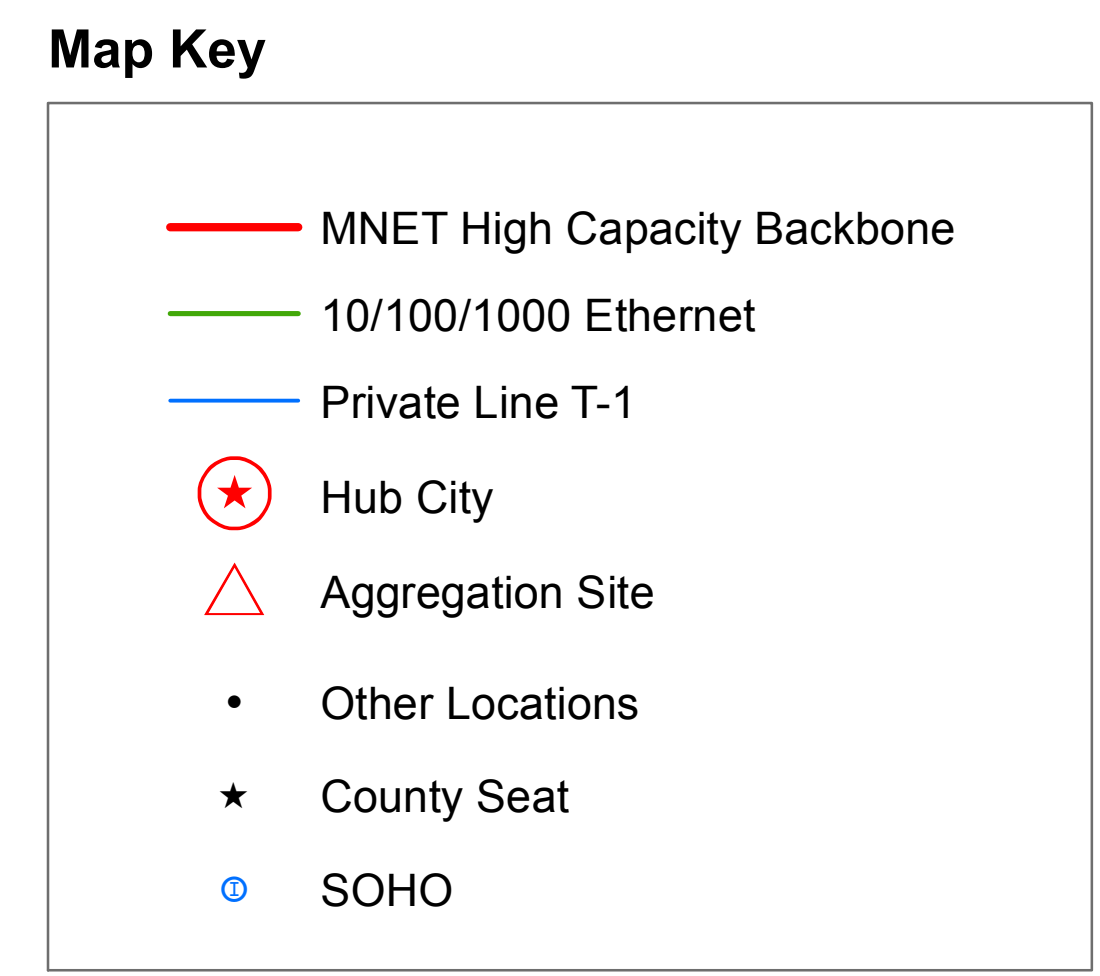 Map Key
MNET High Capacity Backbone
10/100/1000 Ethernet
Private Line T-1
Hub City
Aggregation Site
Other Locations
County Seat
I SOHO